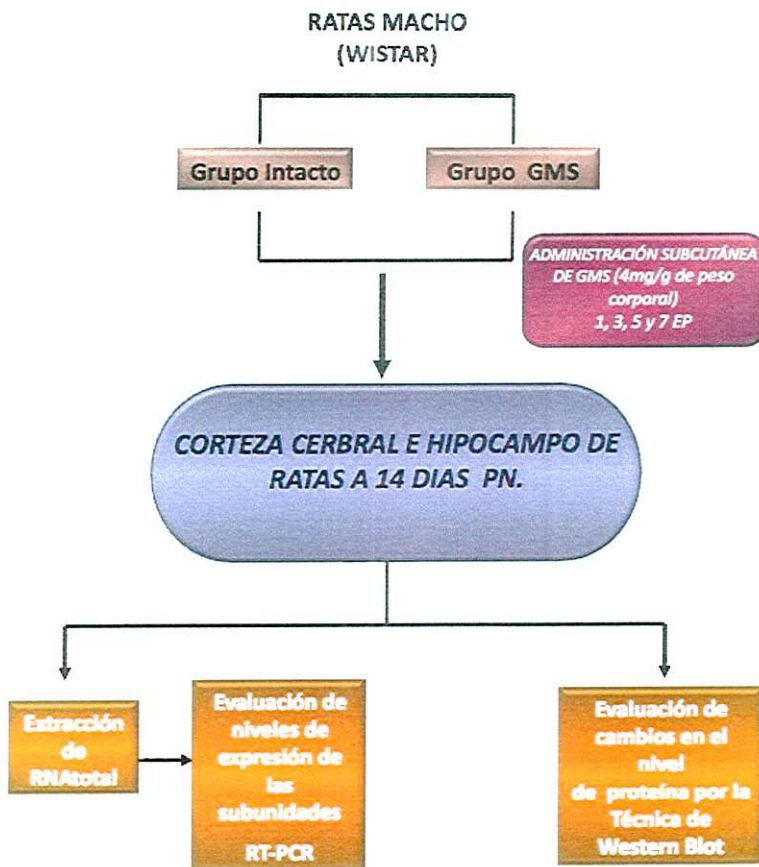 RATAS MACHO
(WISTAR)
Grupo Intacto
Grupo GMS
ADMINISTRACIÓN SUBCUTÁNEA
DE GMS (4mg/g de peso
corporal)
1, 3, 5 y 7 EP
CORTEZA CERBRAL E HIPOCAMPO DE
RATAS A 14 DIAS PN.
Extracción
de
RNAtotal
Evaluación de
niveles de
expresión de
las
subunidades
RT-PCR
Evaluación de
cambios en el
nivel
de proteína por la
Técnica de
Western Blot